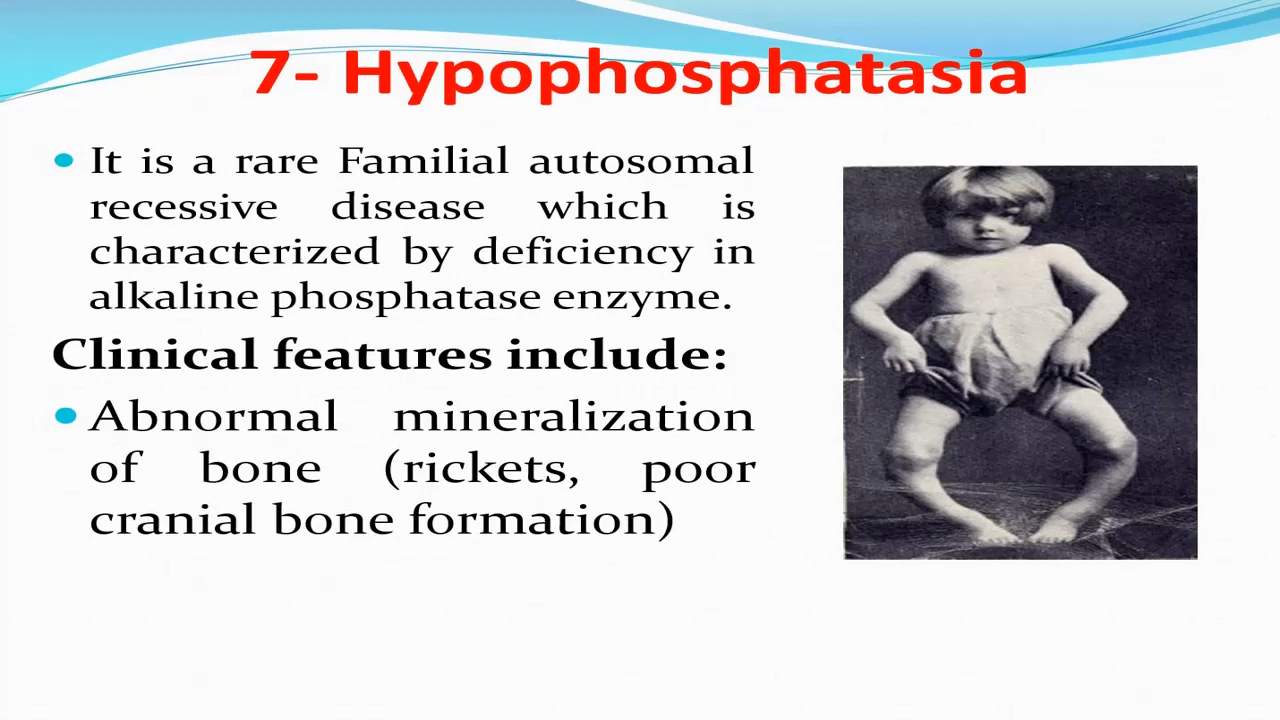 7- Hypophosphatasia
• It is a rare Familial autosomal
recessive disease which is
characterized by deficiency in
alkaline phosphatase enzyme.
Clinical features include:
• Abnormal mineralization
of bone (rickets, poor
cranial bone formation)